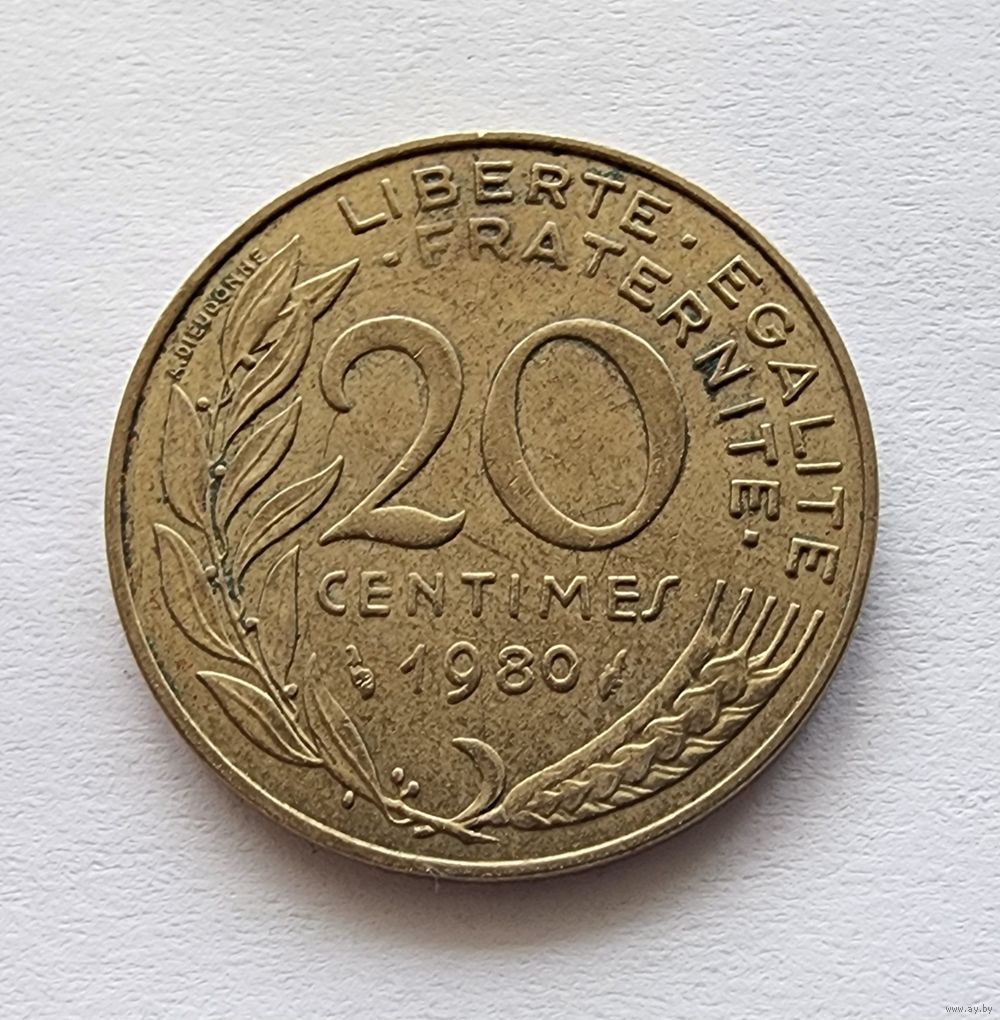 LIBERTE · EGALITE
· FRATERNITE ·
A. DIEUDONNE
20
CENTIMES
1980
www.ay.by